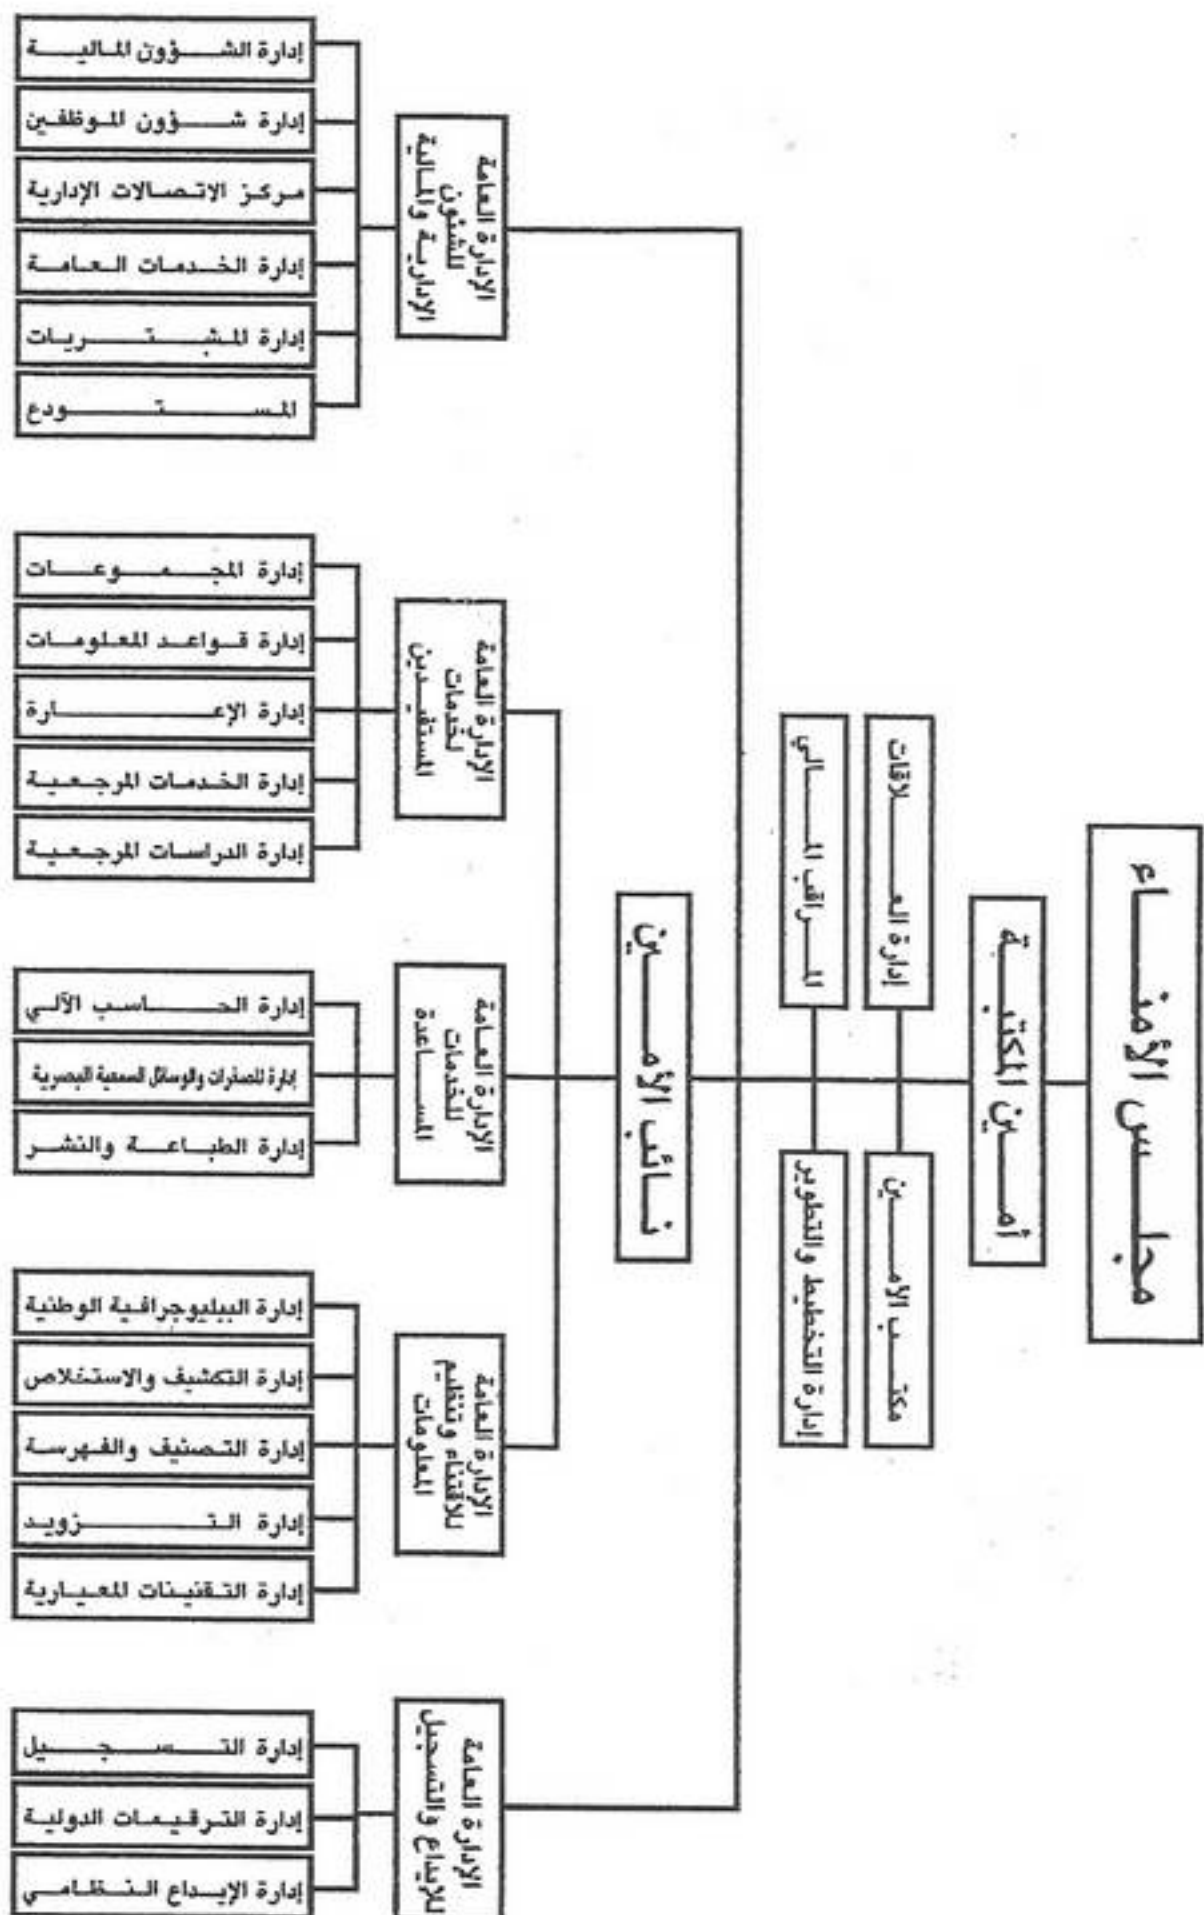 مجلس الأمناء
أمين المكتبة
إدارة العلاقات
مكتب الامين
المراقب المالي
إدارة التخطيط والتطوير
نائب الأمين
الإدارة العامة
للشئون
الإدارية والمالية
إدارة الشؤون المالية
إدارة شؤون الموظفين
مركز الاتصالات الإدارية
إدارة الخدمات العامة
إدارة المشتريات
المستودع
الإدارة العامة
لخدمات
المستفيدين
إدارة المجموعات
إدارة قواعد المعلومات
إدارة الإعارة
إدارة الخدمات المرجعية
إدارة الدراسات المرجعية
الإدارة العامة
للخدمات
المساعدة
إدارة الحاسب الآلي
إدارة المصغرات والوسائل السمعية البصرية
إدارة الطباعة والنشر
الإدارة العامة
للاقتناء وتنظيم
المعلومات
إدارة الببليوجرافية الوطنية
إدارة التكشيف والاستخلاص
إدارة التصنيف والفهرسة
إدارة التزويد
إدارة التقنينات المعيارية
الإدارة العامة
للإيداع والتسجيل
إدارة التسجيل
إدارة الترقيمات الدولية
إدارة الإيداع النظامي